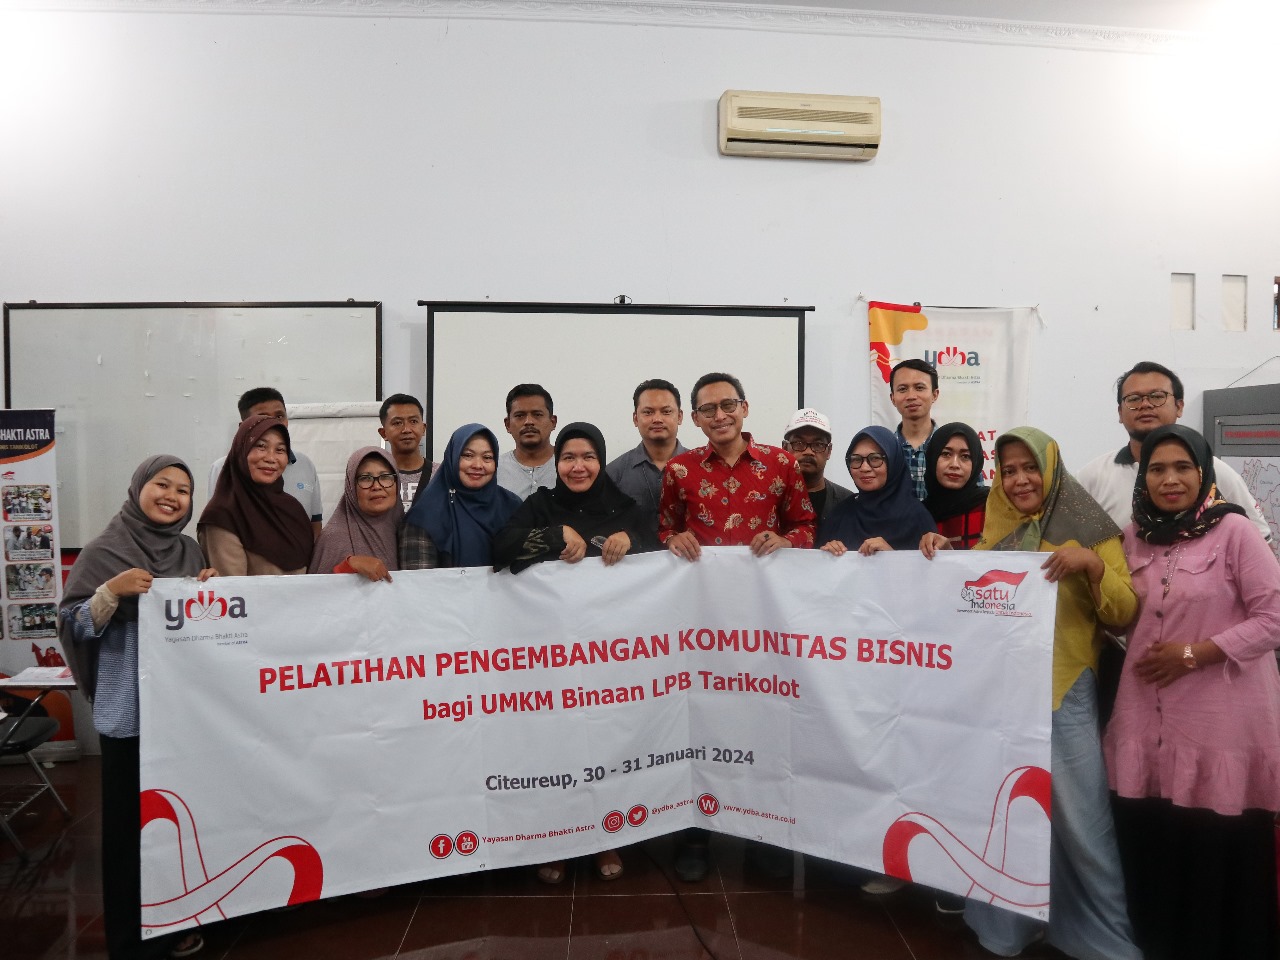 BHAKTI ASTRA
ydba
ydba
Yayasan Dharma Bhakti Astra
satu
Indonesia
PELATIHAN PENGEMBANGAN KOMUNITAS BISNIS
bagi UMKM Binaan LPB Tarikolot
Citeureup, 30 - 31 Januari 2024
Yayasan Dharma Bhakti Astra
@ydba_astra
www.ydba.astra.co.id